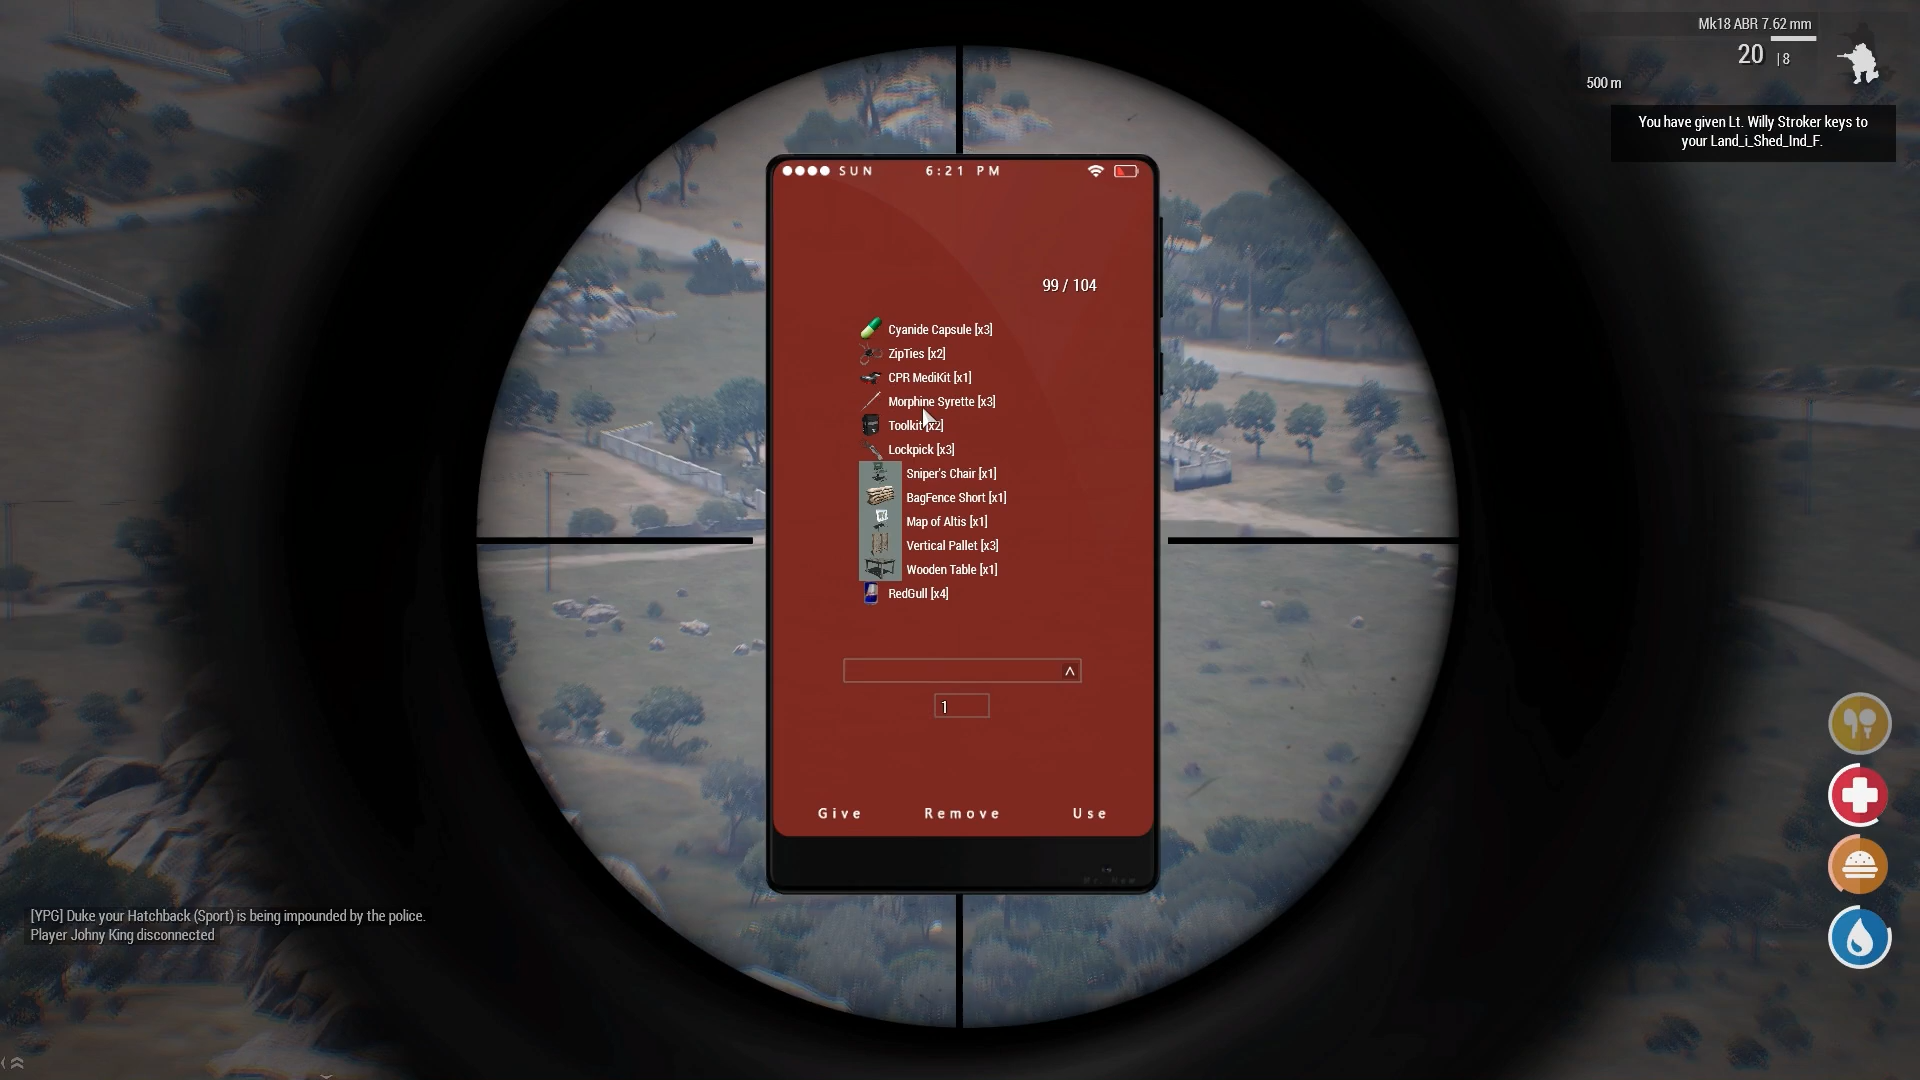 Mk18 ABR 7.62 mm
20 | 8
500 m
You have given Lt. Willy Stroker keys to
your Land_i_Shed_Ind_F.
SUN 6:21 PM
99 / 104
Cyanide Capsule [x3]
ZipTies [x2]
CPR MediKit [x1]
Morphine Syrette [x3]
Toolkit [x2]
Lockpick [x3]
Sniper's Chair [x1]
BagFence Short [x1]
Map of Altis [x1]
Vertical Pallet [x3]
Wooden Table [x1]
RedGull [x4]
1
Give Remove Use
[YPG] Duke your Hatchback (Sport) is being impounded by the police.
Player Johny King disconnected